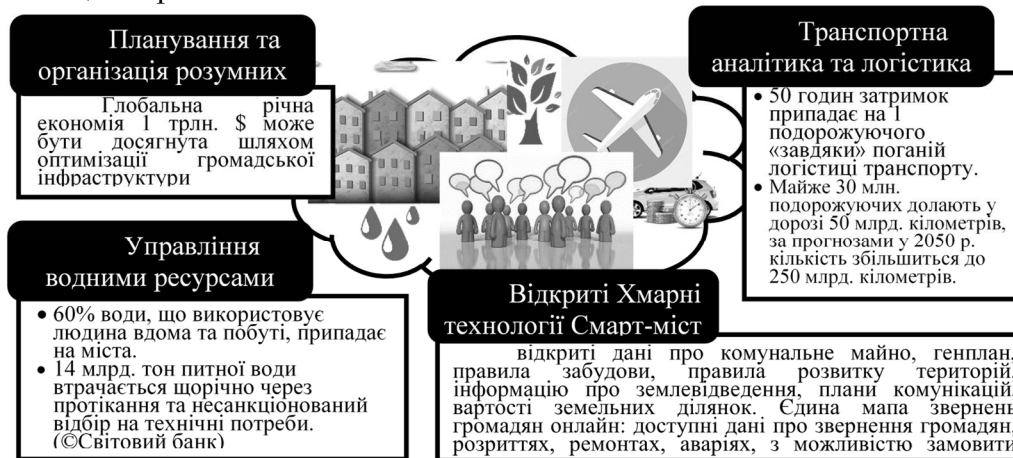 Планування та
організація розумних
Глобальна річна
економія 1 трлн. $ може
бути досягнута шляхом
оптимізації громадської
інфраструктури
Транспортна
аналітика та логістика
• 50 годин затримок
припадає на 1
подорожуючого
«завдяки» поганій
логістиці транспорту.
• Майже 30 млн.
подорожуючих долають у
дорозі 50 млрд. кілометрів,
за прогнозами у 2050 р.
кількість збільшиться до
250 млрд. кілометрів.
Управління
водними ресурсами
• 60% води, що використовує
людина вдома та побуті, припадає
на міста.
• 14 млрд. тон питної води
втрачається щорічно через
протікання та несанкціонований
відбір на технічні потреби.
(©Світовий банк)
Відкриті Хмарні
технології Смарт-міст
відкриті дані про комунальне майно, генплан,
правила забудови, правила розвитку територій,
інформацію про землевідведення, плани комунікацій,
вартості земельних ділянок. Єдина мапа звернень
громадян онлайн: доступні дані про звернення громадян,
розриттях, ремонтах, аваріях, з можливістю замовити